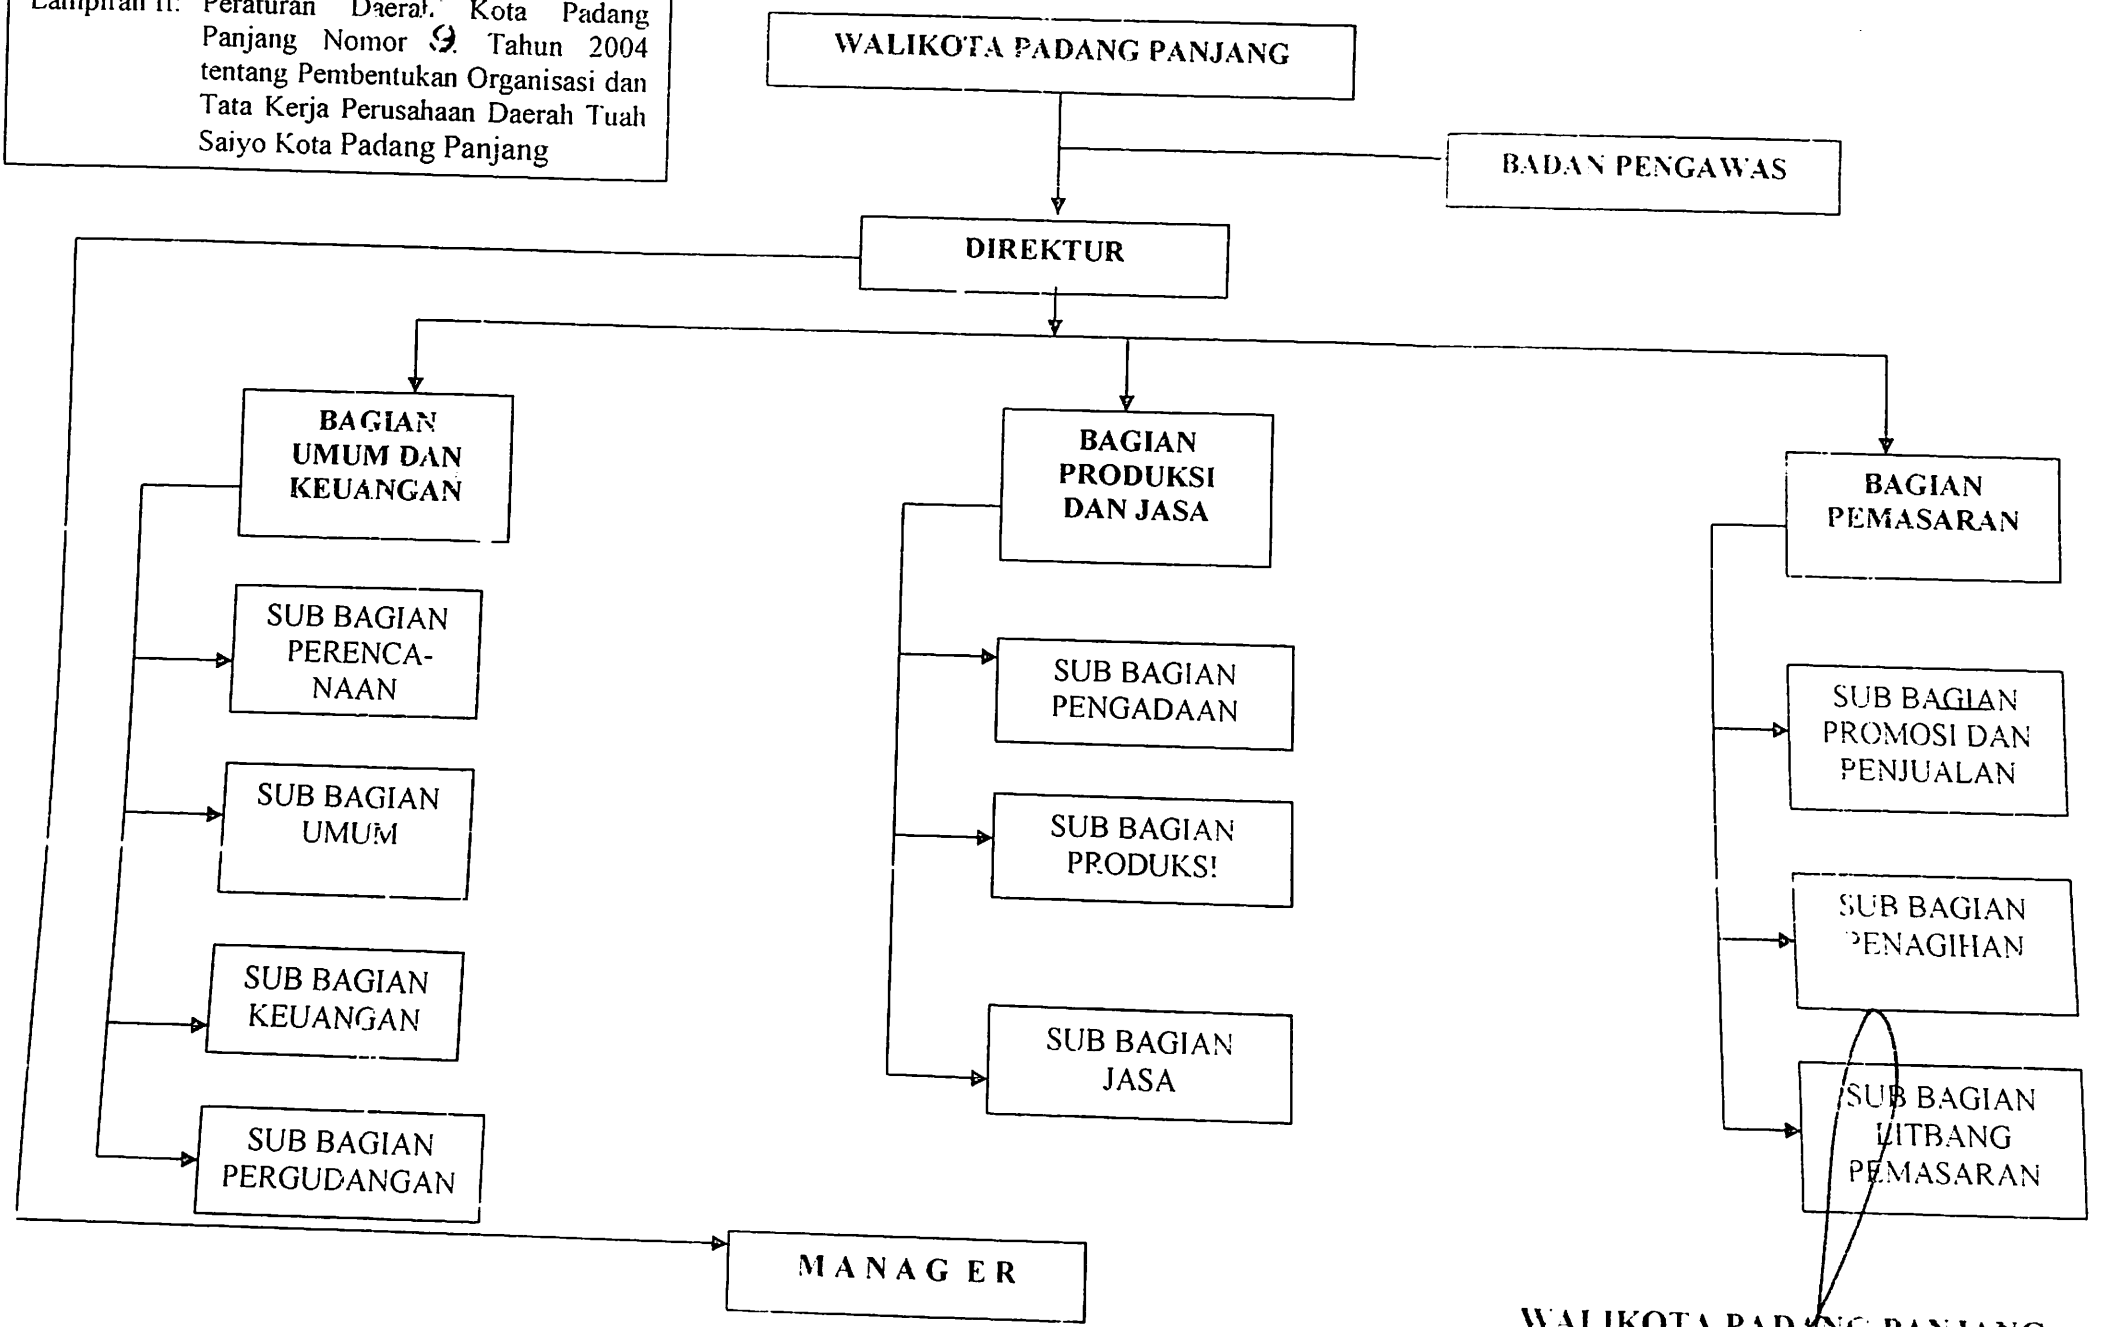 Lampiran II: Peraturan Daerah Kota Padang
Panjang Nomor 9. Tahun 2004
tentang Pembentukan Organisasi dan
Tata Kerja Perusahaan Daerah Tuah
Saiyo Kota Padang Panjang
WALIKOTA PADANG PANJANG
BADAN PENGAWAS
DIREKTUR
BAGIAN
UMUM DAN
KEUANGAN
SUB BAGIAN
PERENCA-
NAAN
SUB BAGIAN
UMUM
SUB BAGIAN
KEUANGAN
SUB BAGIAN
PERGUDANGAN
BAGIAN
PRODUKSI
DAN JASA
SUB BAGIAN
PENGADAAN
SUB BAGIAN
PRODUKSI
SUB BAGIAN
JASA
BAGIAN
PEMASARAN
SUB BAGIAN
PROMOSI DAN
PENJUALAN
SUB BAGIAN
PENAGIHAN
SUB BAGIAN
LITBANG
PEMASARAN
MANAGER
WALIKOTA PADANG PANJANG